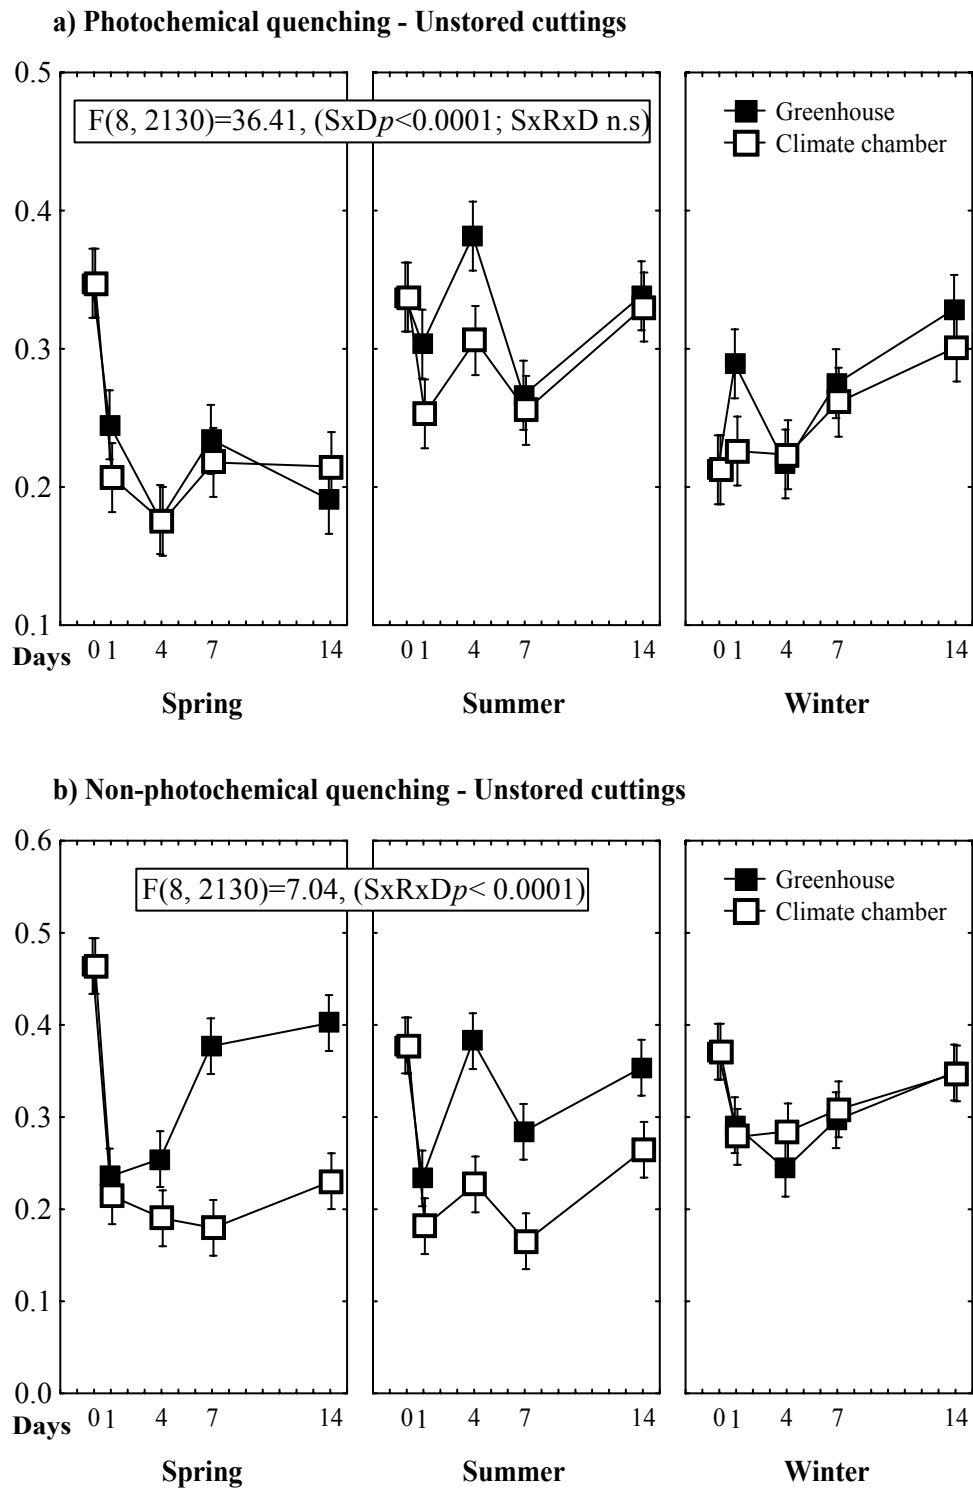 a) Photochemical quenching - Unstored cuttings
0.5
F(8, 2130)=36.41, (SxDp<0.0001; SxRxD n.s)
Greenhouse
Climate chamber
0.4
0.3
0.2
0.1
Days 0 1 4 7 14 0 1 4 7 14 0 1 4 7 14
Spring Summer Winter
b) Non-photochemical quenching - Unstored cuttings
0.6
F(8, 2130)=7.04, (SxRxDp< 0.0001)
Greenhouse
Climate chamber
0.5
0.4
0.3
0.2
0.1
0.0
Days 0 1 4 7 14 0 1 4 7 14 0 1 4 7 14
Spring Summer Winter